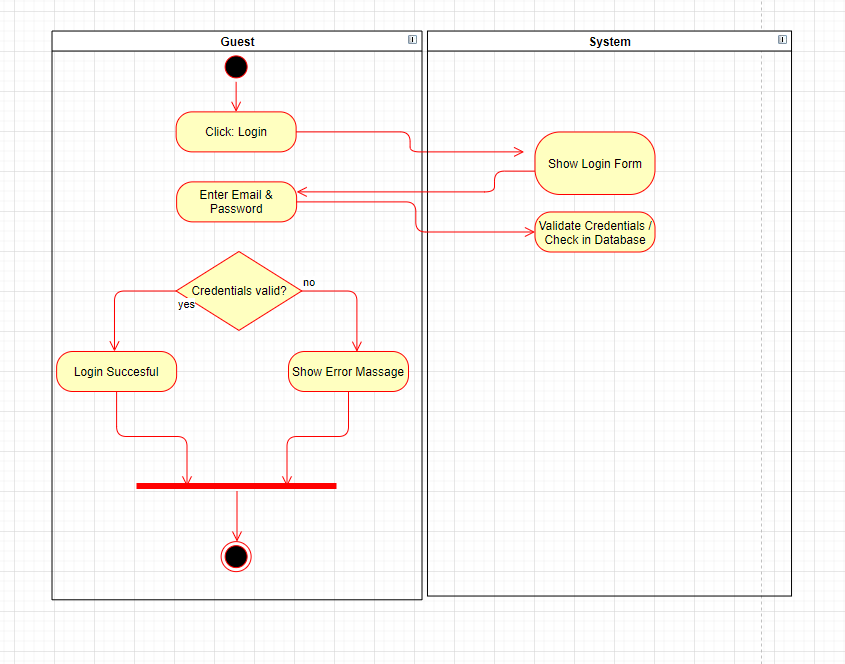 Guest
System
Click: Login
Show Login Form
Enter Email &
Password
Validate Credentials /
Check in Database
Credentials valid?
no
yes
Login Succesful
Show Error Massage